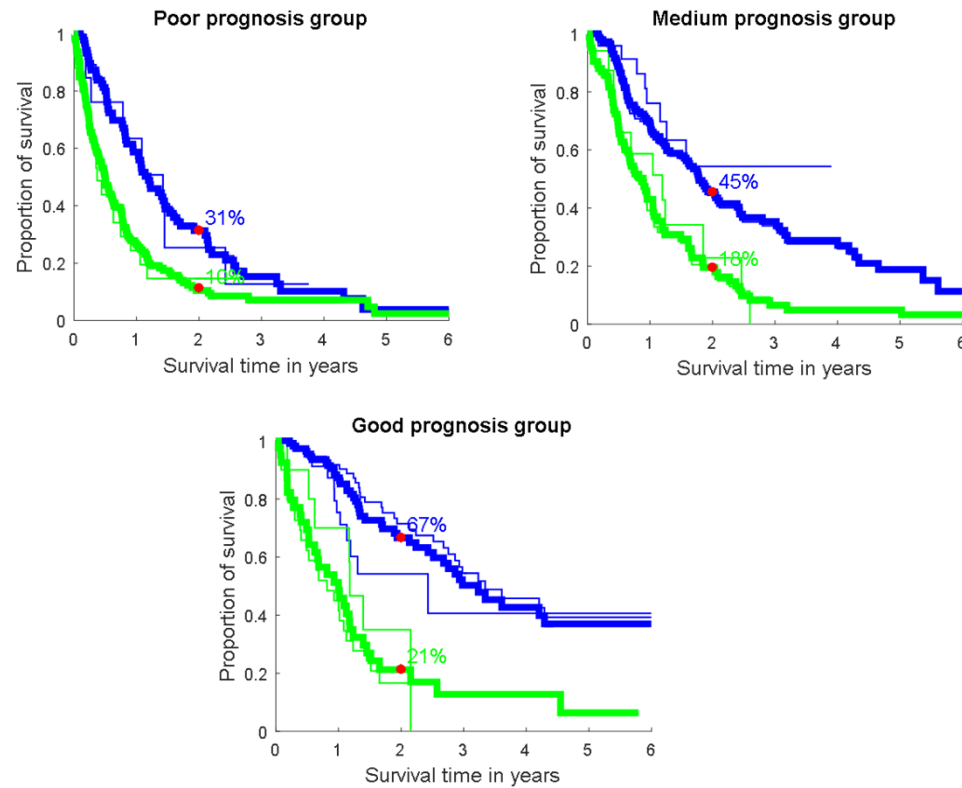 Poor prognosis group
Proportion of survival
1
0.8
0.6
0.4
0.2
0
31%
10%
0 1 2 3 4 5 6
Survival time in years
Medium prognosis group
Proportion of survival
1
0.8
0.6
0.4
0.2
0
45%
18%
0 1 2 3 4 5 6
Survival time in years
Good prognosis group
Proportion of survival
1
0.8
0.6
0.4
0.2
0
67%
21%
0 1 2 3 4 5 6
Survival time in years